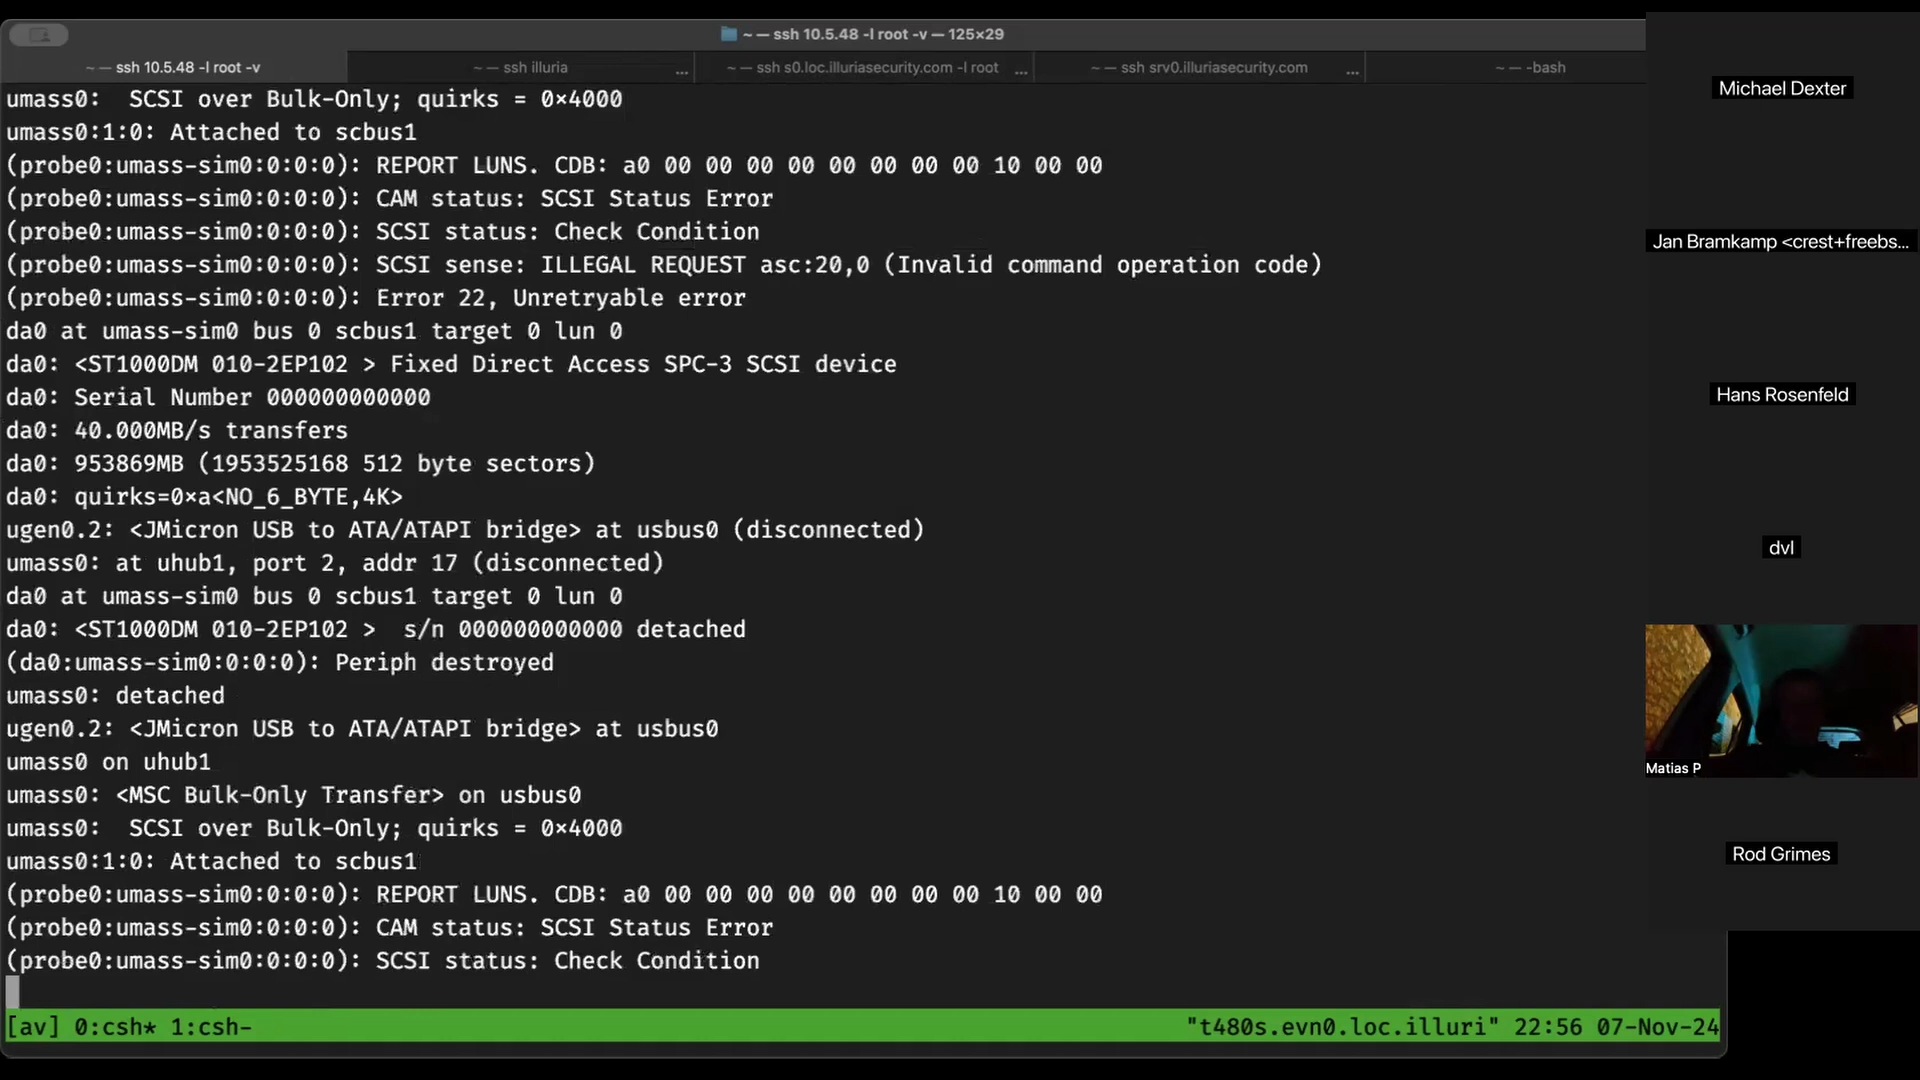 ~ — ssh 10.5.48 -l root -v — 125×29
~ — ssh 10.5.48 -l root -v
~ — ssh illuria ...
~ — ssh s0.loc.illuriasecurity.com -l root ...
~ — ssh srv0.illuriasecurity.com ...
~ — -bash
umass0:  SCSI over Bulk-Only; quirks = 0×4000
umass0:1:0: Attached to scbus1
(probe0:umass-sim0:0:0:0): REPORT LUNS. CDB: a0 00 00 00 00 00 00 00 00 10 00 00
(probe0:umass-sim0:0:0:0): CAM status: SCSI Status Error
(probe0:umass-sim0:0:0:0): SCSI status: Check Condition
(probe0:umass-sim0:0:0:0): SCSI sense: ILLEGAL REQUEST asc:20,0 (Invalid command operation code)
(probe0:umass-sim0:0:0:0): Error 22, Unretryable error
da0 at umass-sim0 bus 0 scbus1 target 0 lun 0
da0: <ST1000DM 010-2EP102 > Fixed Direct Access SPC-3 SCSI device
da0: Serial Number 000000000000
da0: 40.000MB/s transfers
da0: 953869MB (1953525168 512 byte sectors)
da0: quirks=0×a<NO_6_BYTE,4K>
ugen0.2: <JMicron USB to ATA/ATAPI bridge> at usbus0 (disconnected)
umass0: at uhub1, port 2, addr 17 (disconnected)
da0 at umass-sim0 bus 0 scbus1 target 0 lun 0
da0: <ST1000DM 010-2EP102 >  s/n 000000000000 detached
(da0:umass-sim0:0:0:0): Periph destroyed
umass0: detached
ugen0.2: <JMicron USB to ATA/ATAPI bridge> at usbus0
umass0 on uhub1
umass0: <MSC Bulk-Only Transfer> on usbus0
umass0:  SCSI over Bulk-Only; quirks = 0×4000
umass0:1:0: Attached to scbus1
(probe0:umass-sim0:0:0:0): REPORT LUNS. CDB: a0 00 00 00 00 00 00 00 00 10 00 00
(probe0:umass-sim0:0:0:0): CAM status: SCSI Status Error
(probe0:umass-sim0:0:0:0): SCSI status: Check Condition
[av] 0:csh* 1:csh-
"t480s.evn0.loc.illuri" 22:56 07-Nov-24
Michael Dexter
Jan Bramkamp <crest+freebs...
Hans Rosenfeld
dvl
Matias P
Rod Grimes